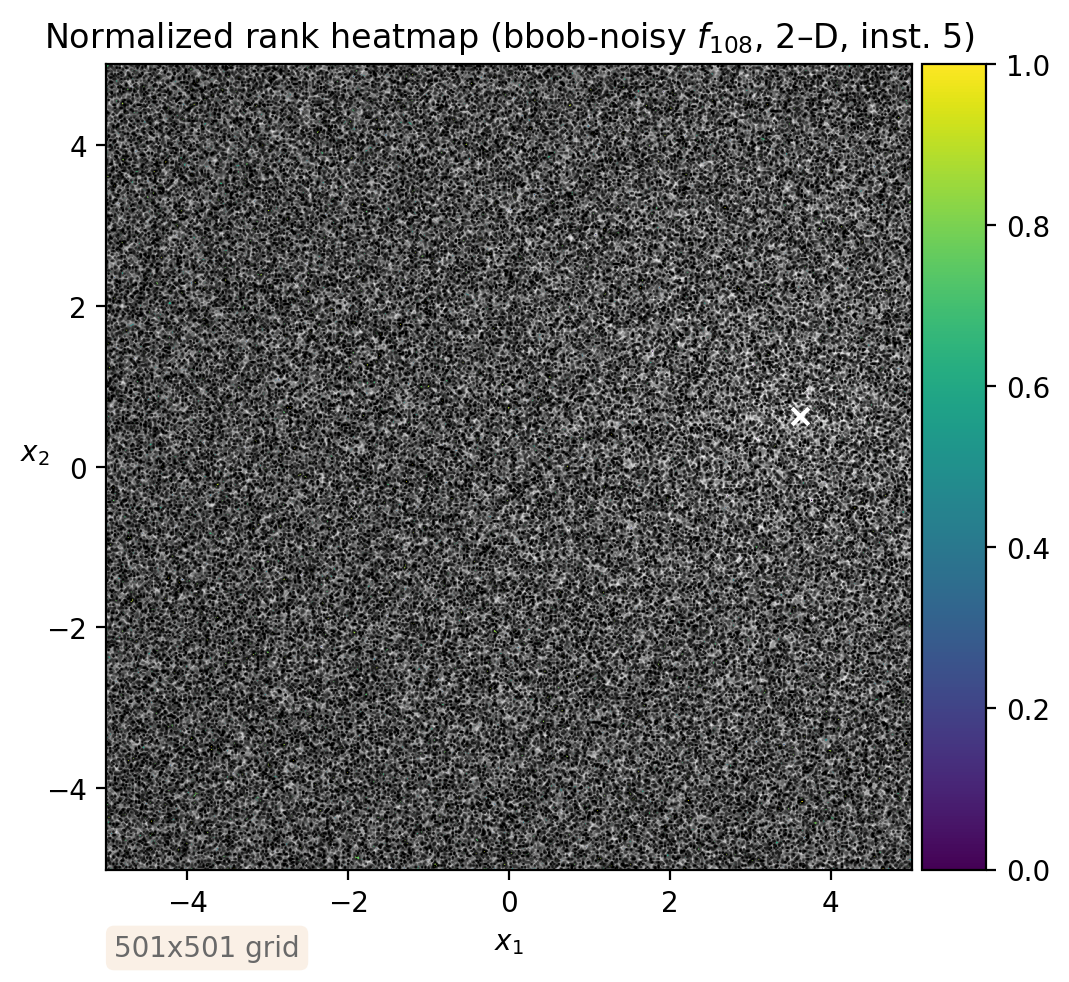 Normalized rank heatmap (bbob-noisy f₁₀₈, 2–D, inst. 5)
1.0
0.8
0.6
0.4
0.2
0.0
4
2
0
−2
−4
x₂
−4 −2 0 2 4
x₁
501x501 grid